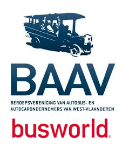 BAAV
BEROEPSVERENIGING VAN AUTOBUS- EN
AUTOCARONDERNEMERS VAN WEST-VLAANDEREN
busworld.